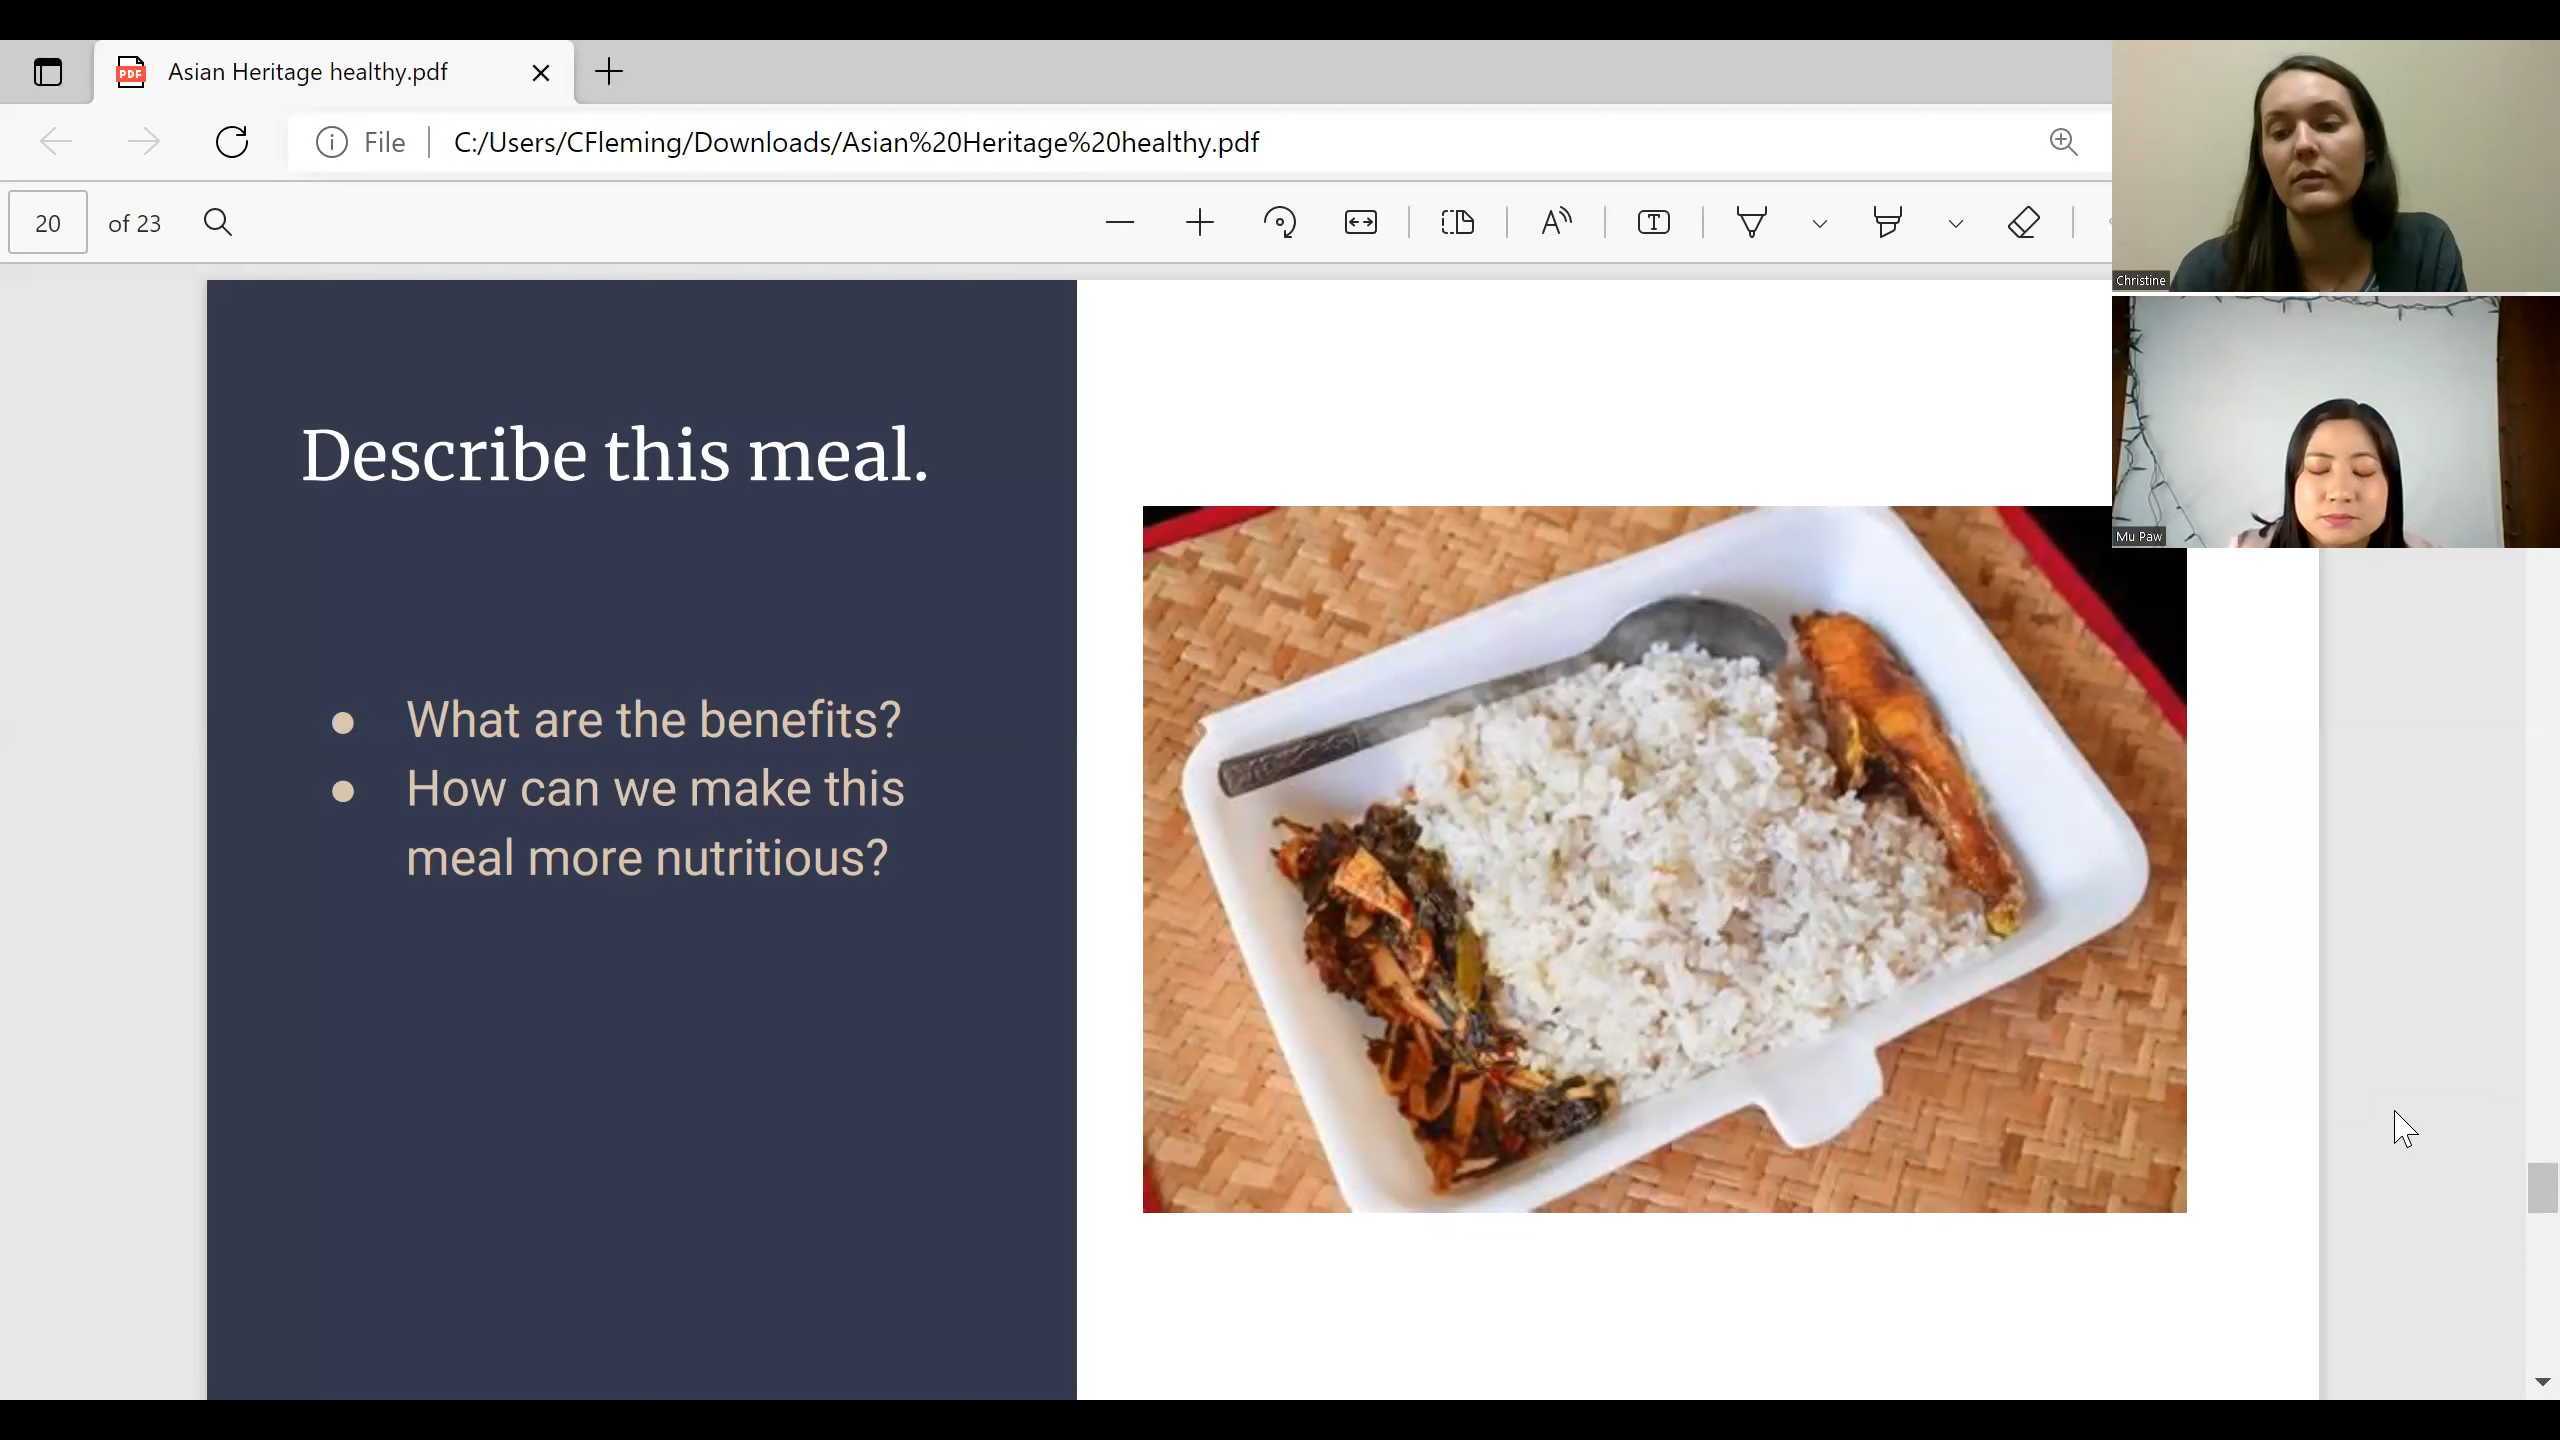 Asian Heritage healthy.pdf
PDF
File
C:/Users/CFleming/Downloads/Asian%20Heritage%20healthy.pdf
20 of 23
Describe this meal.
● What are the benefits?
● How can we make this
meal more nutritious?
Christine
Mu Paw